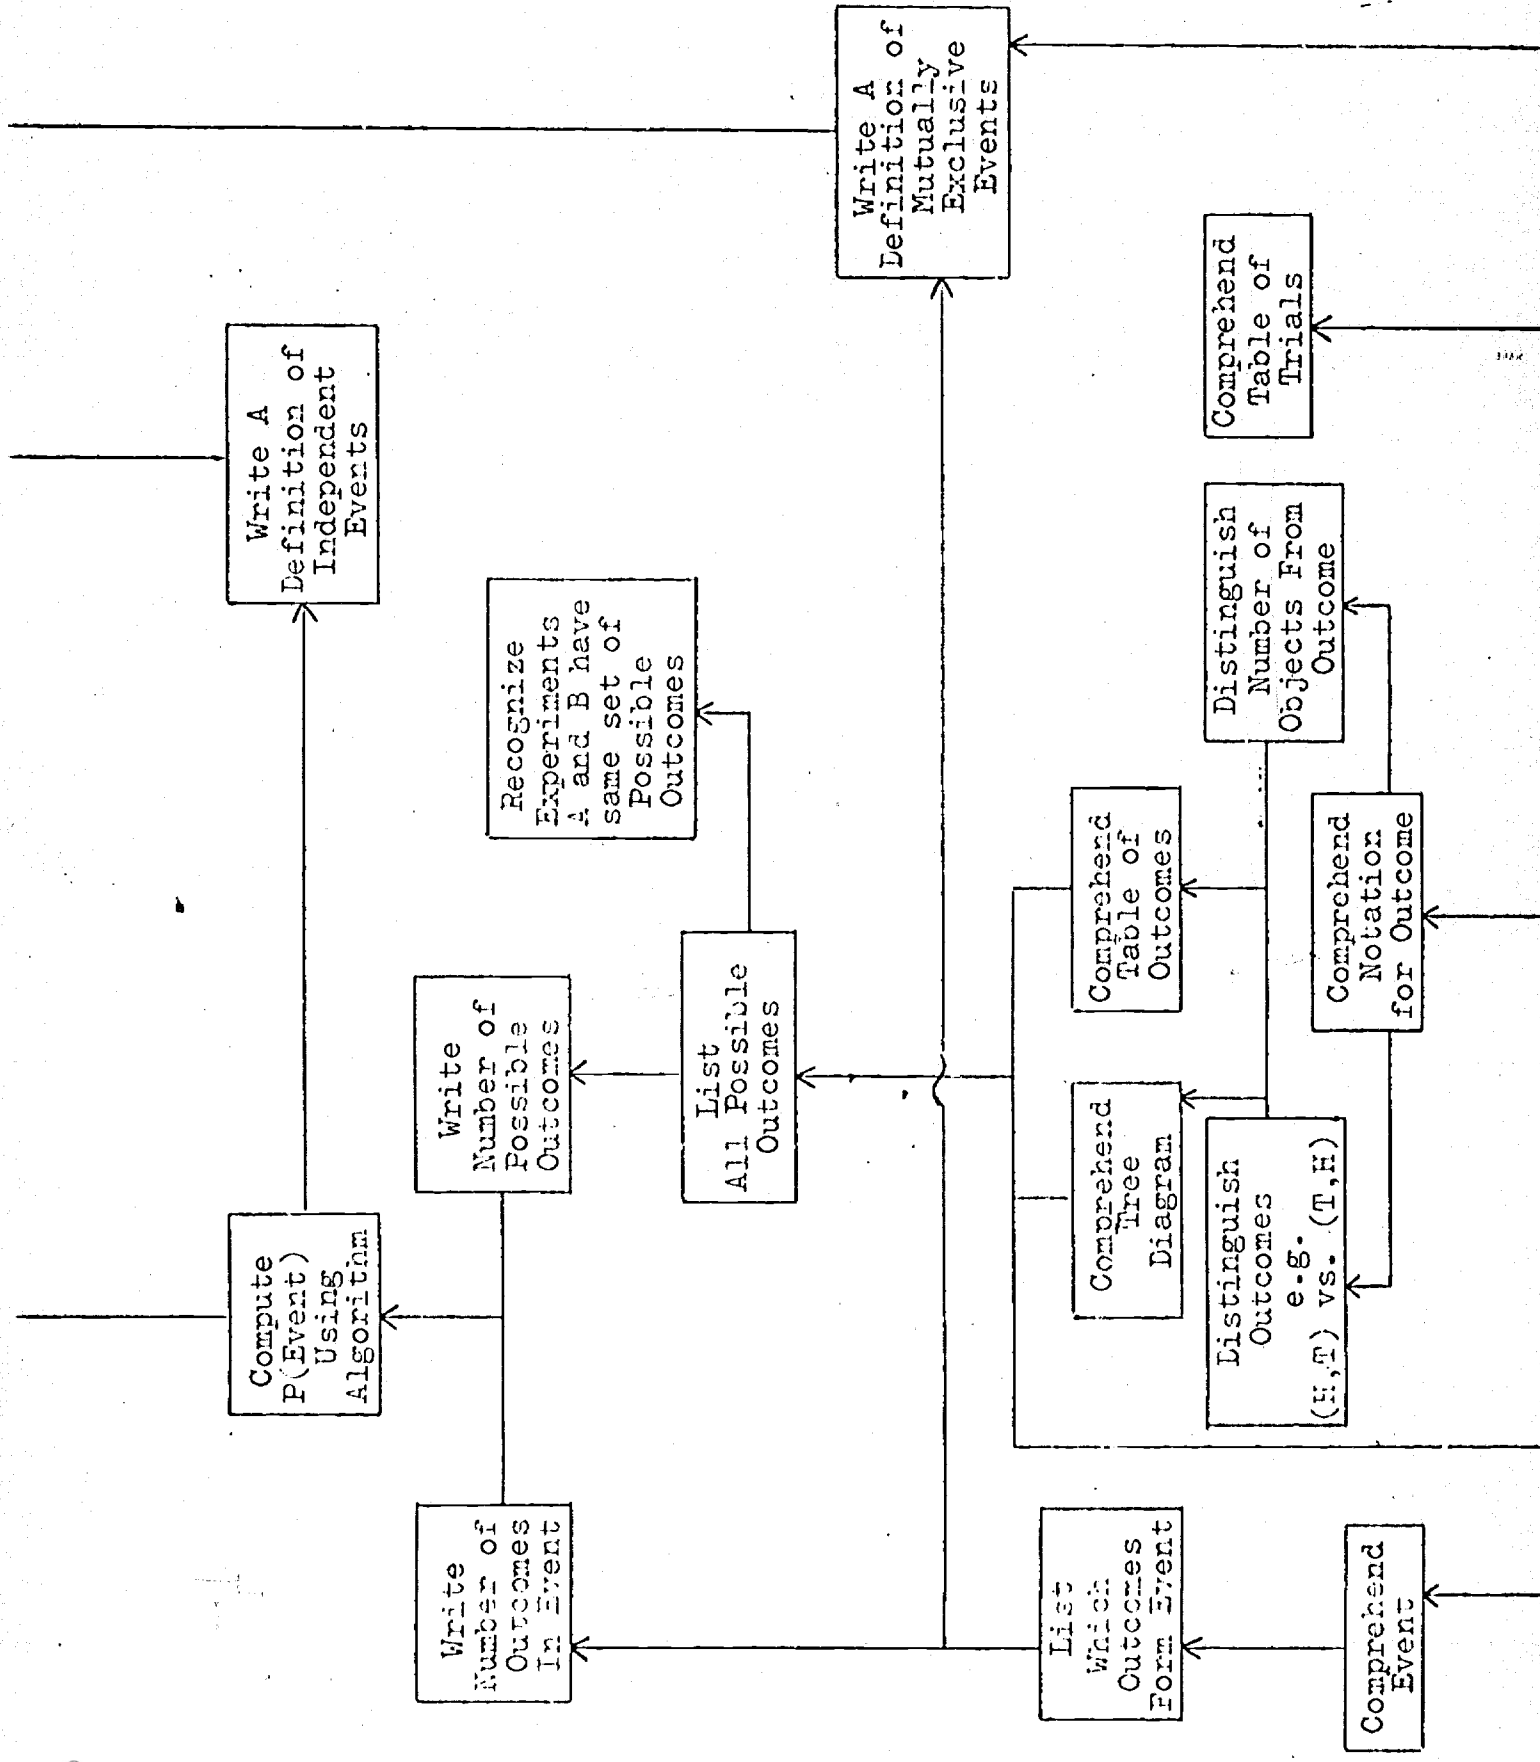 Compute
P(Event)
Using
Algorithm
Write A
Definition of
Independent
Events
Write
Number of
Outcomes
In Event
Write
Number of
Possible
Outcomes
Recognize
Experiments
A and B have
same set of
Possible
Outcomes
List
All Possible
Outcomes
Write A
Definition of
Mutually
Exclusive
Events
List
Which
Outcomes
Form Event
Comprehend
Tree
Diagram
Comprehend
Table of
Outcomes
Distinguish
Outcomes
e.g.
(H,T) vs. (T,H)
Distinguish
Number of
Objects From
Outcome
Comprehend
Table of
Trials
Comprehend
Event
Comprehend
Notation
for Outcome